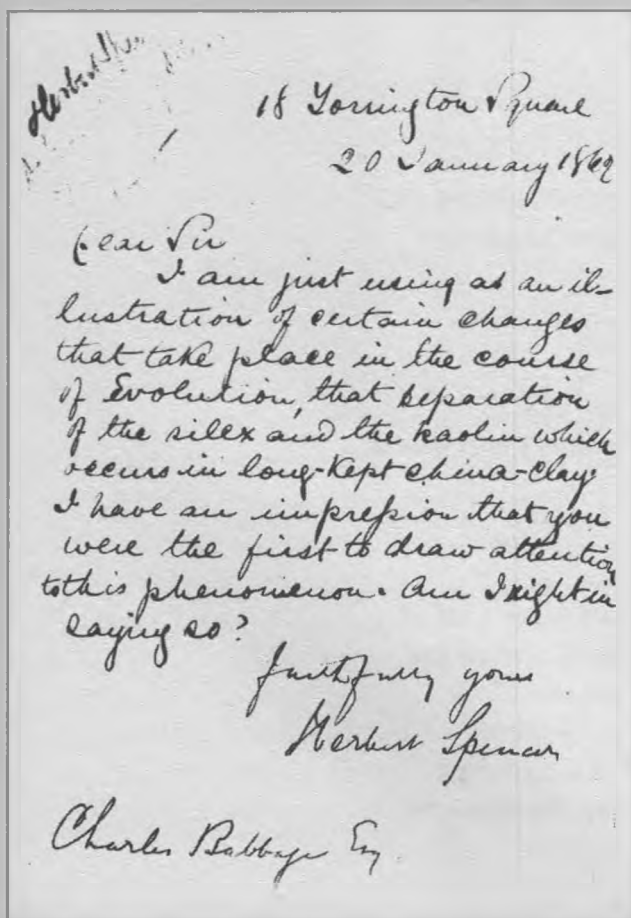 Herbert Spe
18 Torrington Square
20 January 1862
Dear Sir
I am just using as an il-
lustration of certain changes
that take place in the course
of Evolution, that separation
of the silex and the kaolin which
occurs in long-kept china-clay.
I have an impression that you
were the first to draw attention
to this phenomenon. Am I right in
saying so?
faithfully yours
Herbert Spencer
Charles Babbage Esq